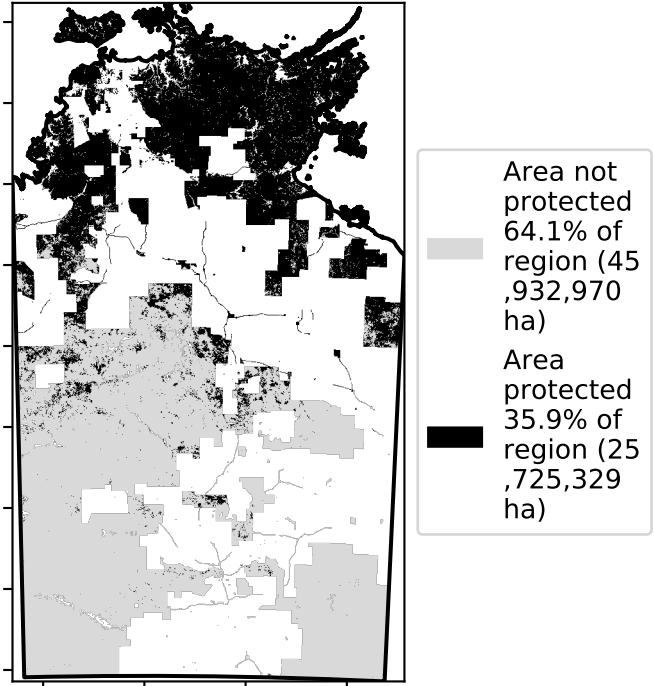 Area not
protected
64.1% of
region (45
,932,970
ha)
Area
protected
35.9% of
region (25
,725,329
ha)